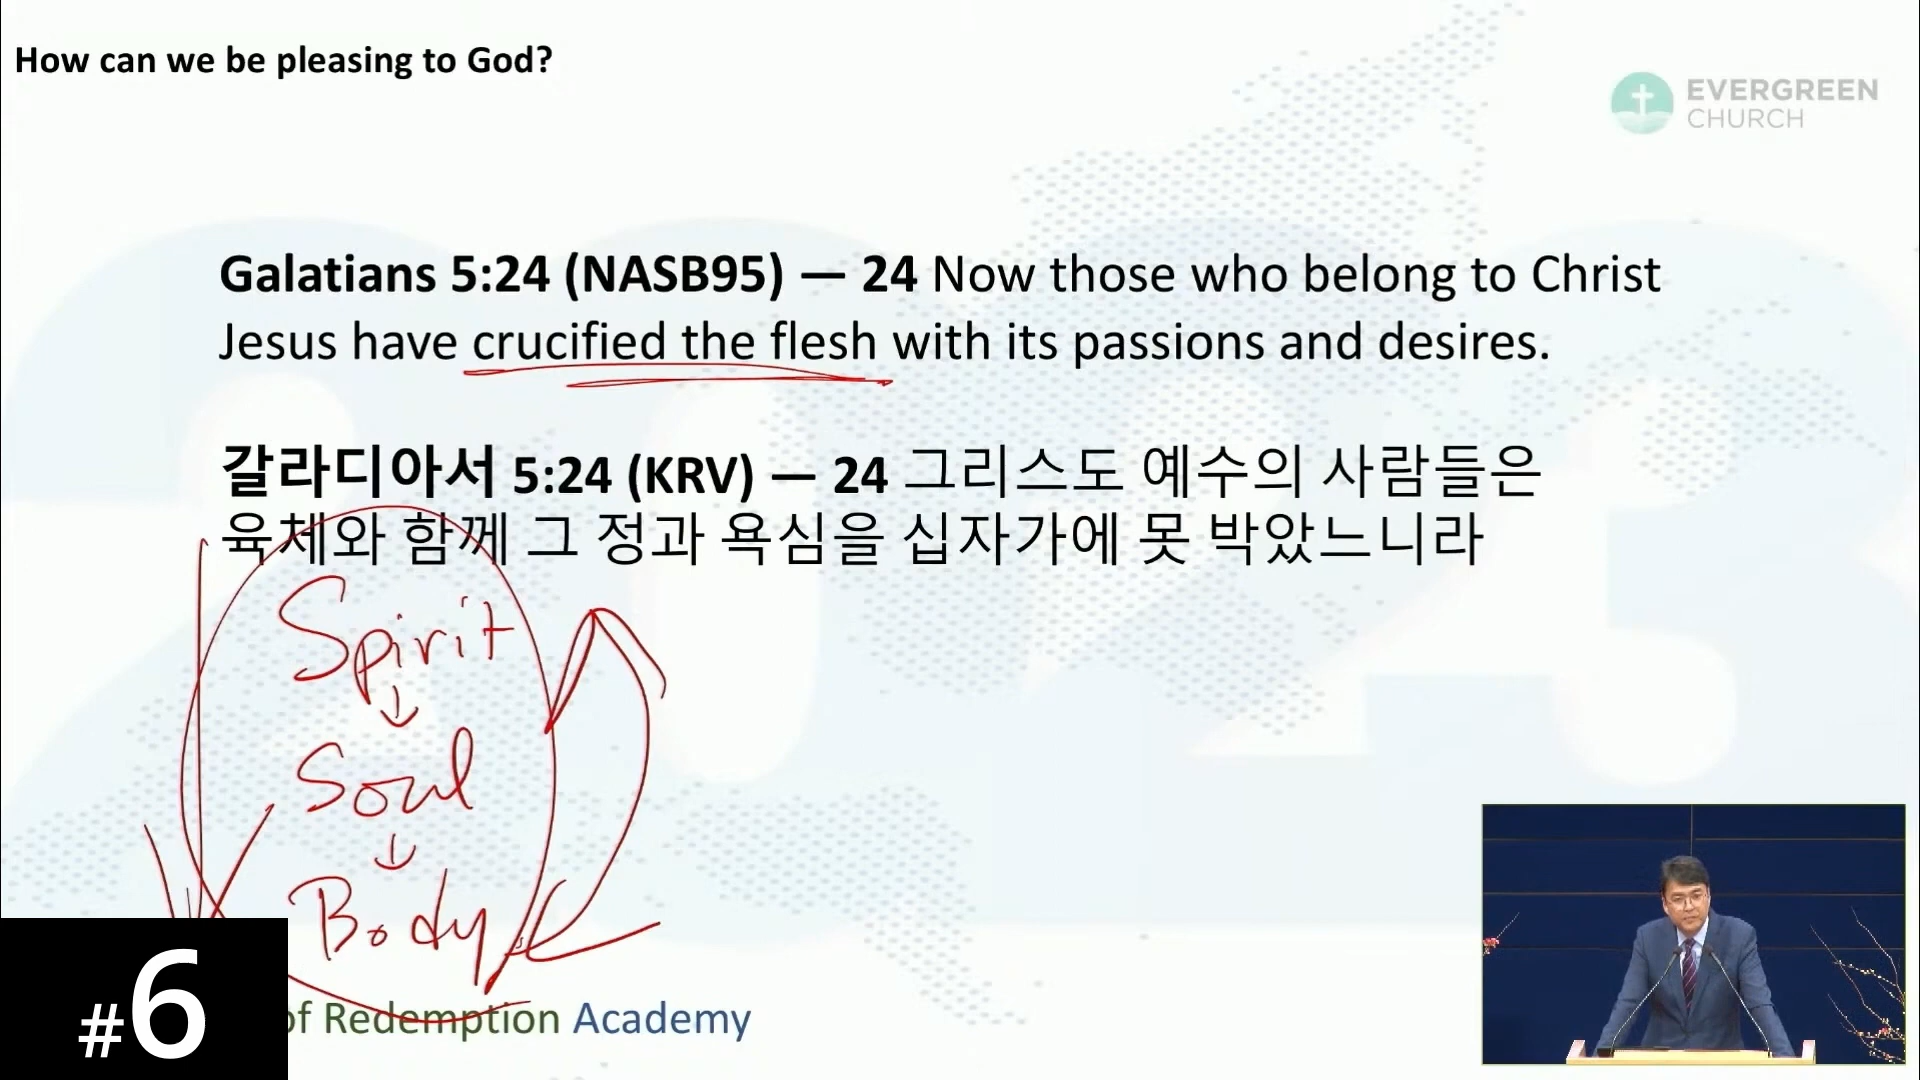 How can we be pleasing to God?
EVERGREEN
CHURCH
Galatians 5:24 (NASB95) — 24 Now those who belong to Christ
Jesus have crucified the flesh with its passions and desires.
갈라디아서 5:24 (KRV) — 24 그리스도 예수의 사람들은
육체와 함께 그 정과 욕심을 십자가에 못 박았느니라
Spirit
Soul
Body
of Redemption Academy
#6